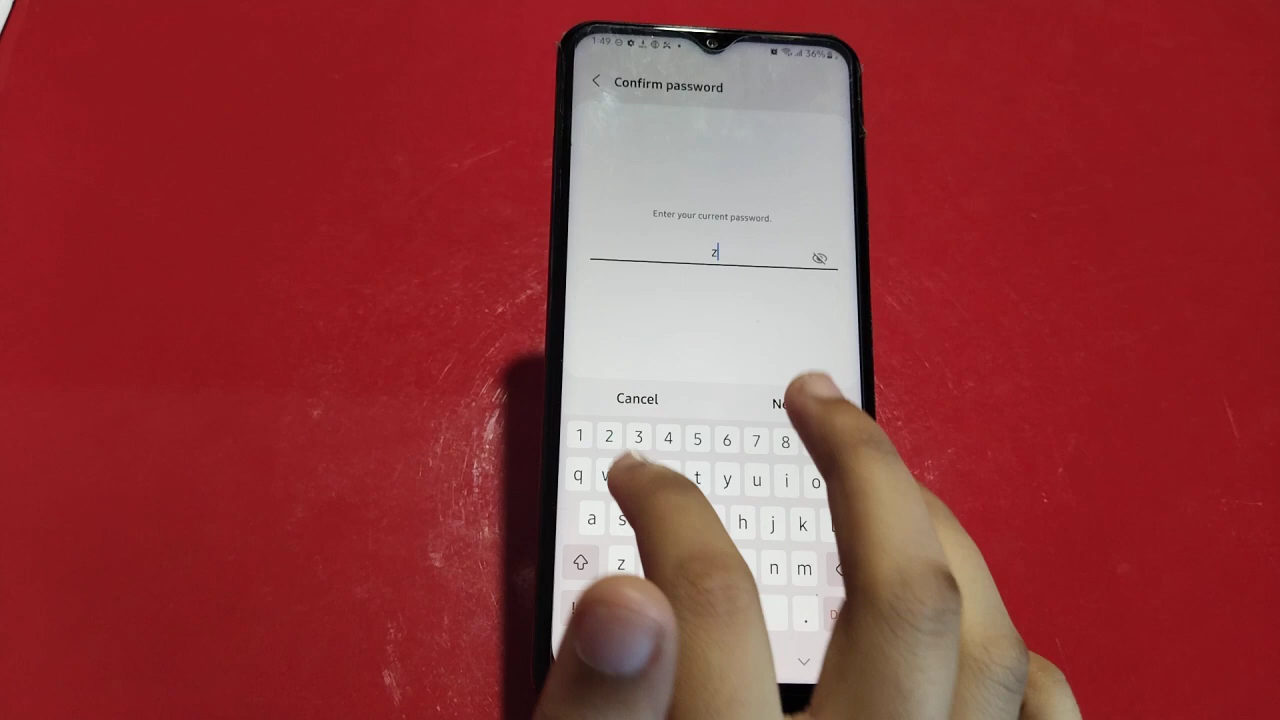 1:49 36%
Confirm password
Enter your current password.
z
Cancel
1 2 3 4 5 6 7 8
q t y u i o
a s h j k
z n m
.